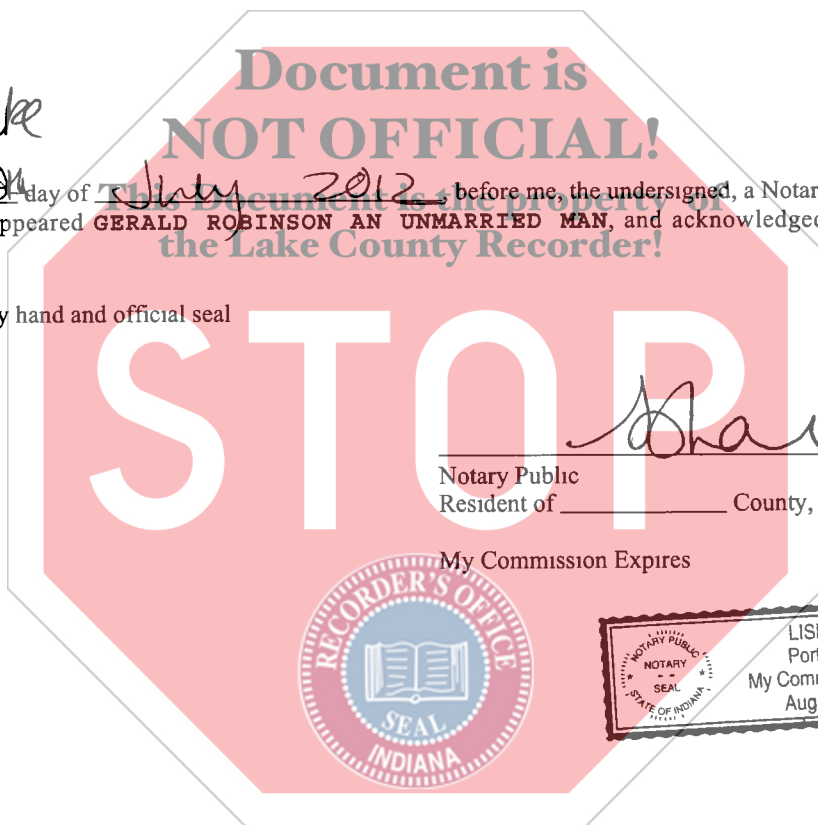 Document is
NOT OFFICIAL!
day of July 2012, before me, the undersigned, a Notar
This Document is the property of
ppeared GERALD ROBINSON AN UNMARRIED MAN, and acknowledged
the Lake County Recorder!
y hand and official seal
STOP
Notary Public
Resident of ____________ County,
My Commission Expires
RECORDER'S OFFICE
SEAL
INDIANA
NOTARY PUBLIC
NOTARY
SEAL
STATE OF INDIANA
LIS
Port
My Comm
Aug